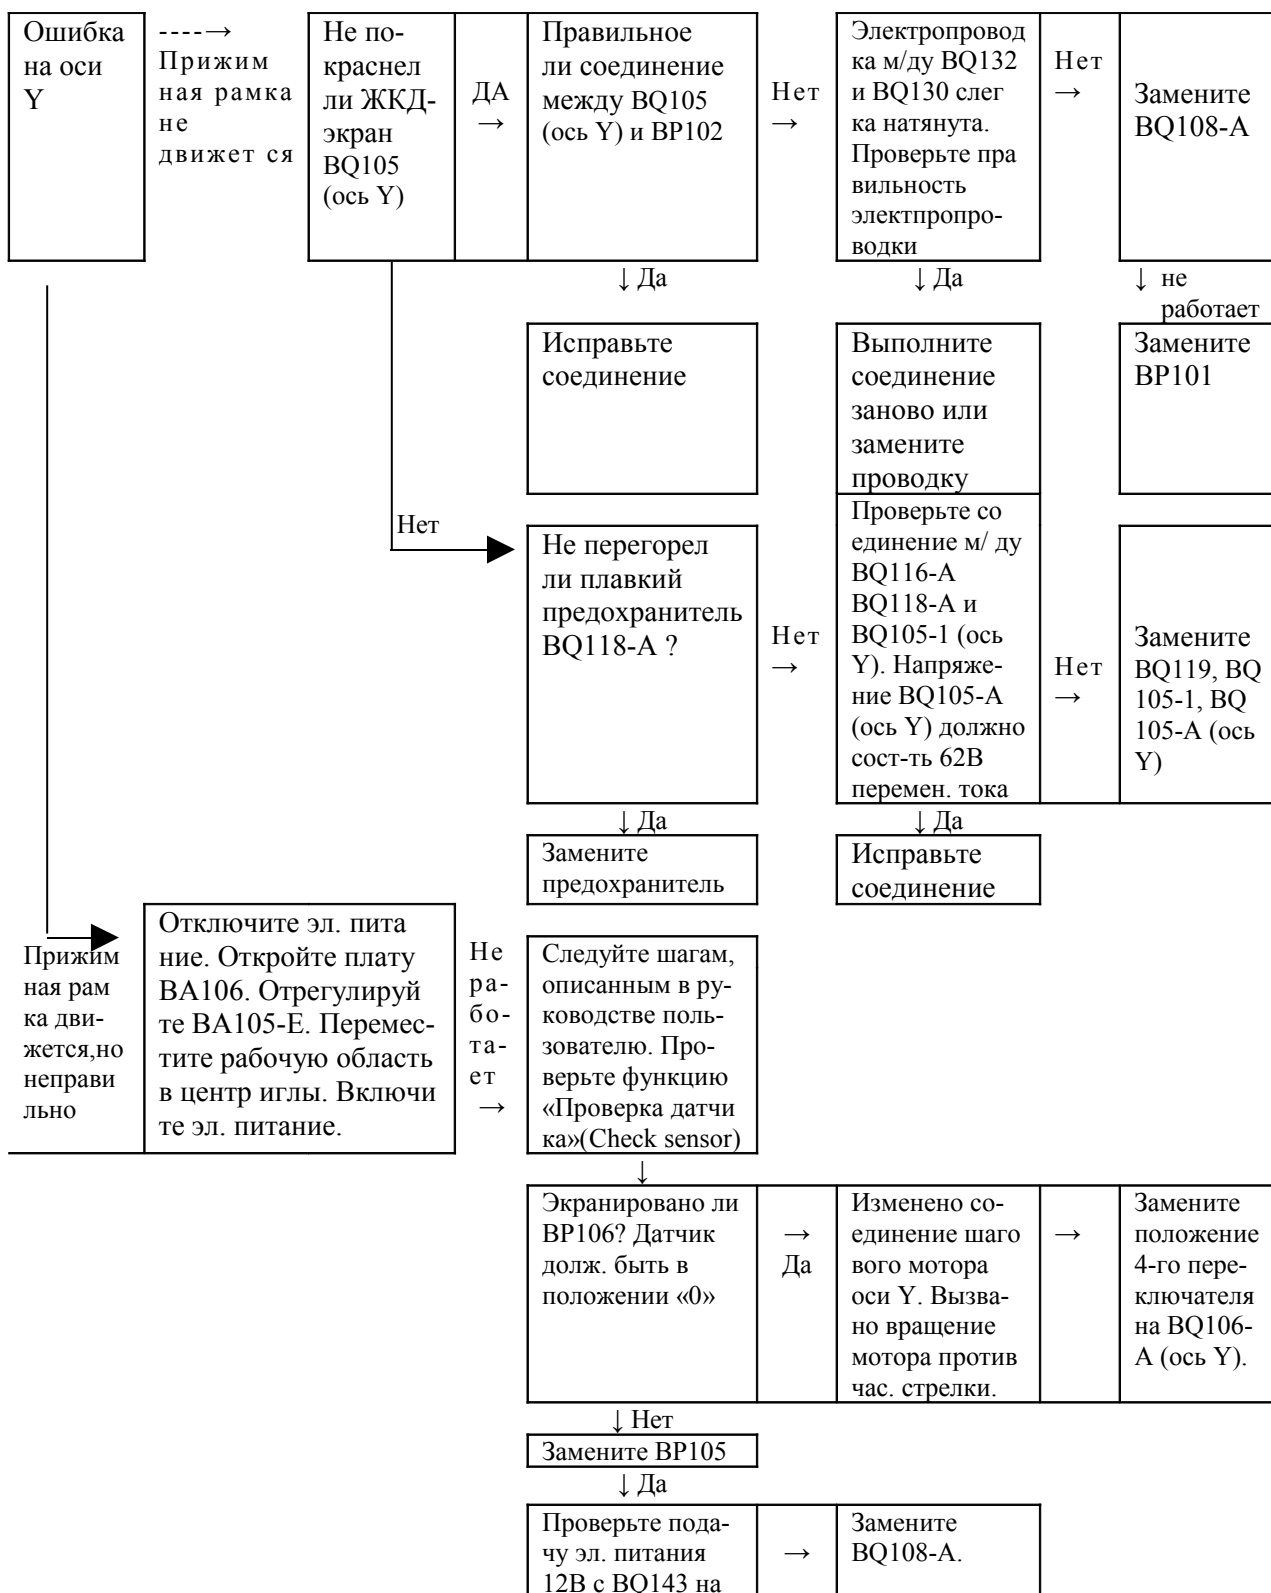 Ошибка
на оси
Y
----→
Прижим
ная рамка
не
движет ся
Не по-
краснел
ли ЖКД-
экран
BQ105
(ось Y)
ДА
→
Правильное
ли соединение
между BQ105
(ось Y) и BP102
Нет
→
Электропровод
ка м/ду BQ132
и BQ130 слег
ка натянута.
Проверьте пра
вильность
электпропро-
водки
Нет
→
Замените
BQ108-A
↓ Да
↓ Да
↓ не
работает
Исправьте
соединение
Выполните
соединение
заново или
замените
проводку
Замените
BP101
Нет
Не перегорел
ли плавкий
предохранитель
BQ118-A ?
Нет
→
Проверьте со
единение м/ ду
BQ116-A
BQ118-A и
BQ105-1 (ось
Y). Напряже-
ние BQ105-A
(ось Y) должно
сост-ть 62В
перемен. тока
Нет
→
Замените
BQ119, BQ
105-1, BQ
105-A (ось
Y)
↓ Да
↓ Да
Замените
предохранитель
Исправьте
соединение
Прижим
ная рам
ка дви-
жется,но
неправи
льно
Отключите эл. пита
ние. Откройте плату
BA106. Отрегулируй
те BA105-E. Перемес-
тите рабочую область
в центр иглы. Включи
те эл. питание.
Не
ра-
бо-
та-
ет
→
Следуйте шагам,
описанным в ру-
ководстве поль-
зователю. Про-
верьте функцию
«Проверка датчи
ка»(Check sensor)
↓
Экранировано ли
BP106? Датчик
долж. быть в
положении «0»
→
Да
Изменено со-
единение шаго
вого мотора
оси Y. Вызва-
но вращение
мотора против
час. стрелки.
→
Замените
положение
4-го пере-
ключателя
на BQ106-
A (ось Y).
↓ Нет
Замените BP105
↓ Да
Проверьте пода-
чу эл. питания
12В с BQ143 на
→
Замените
BQ108-A.